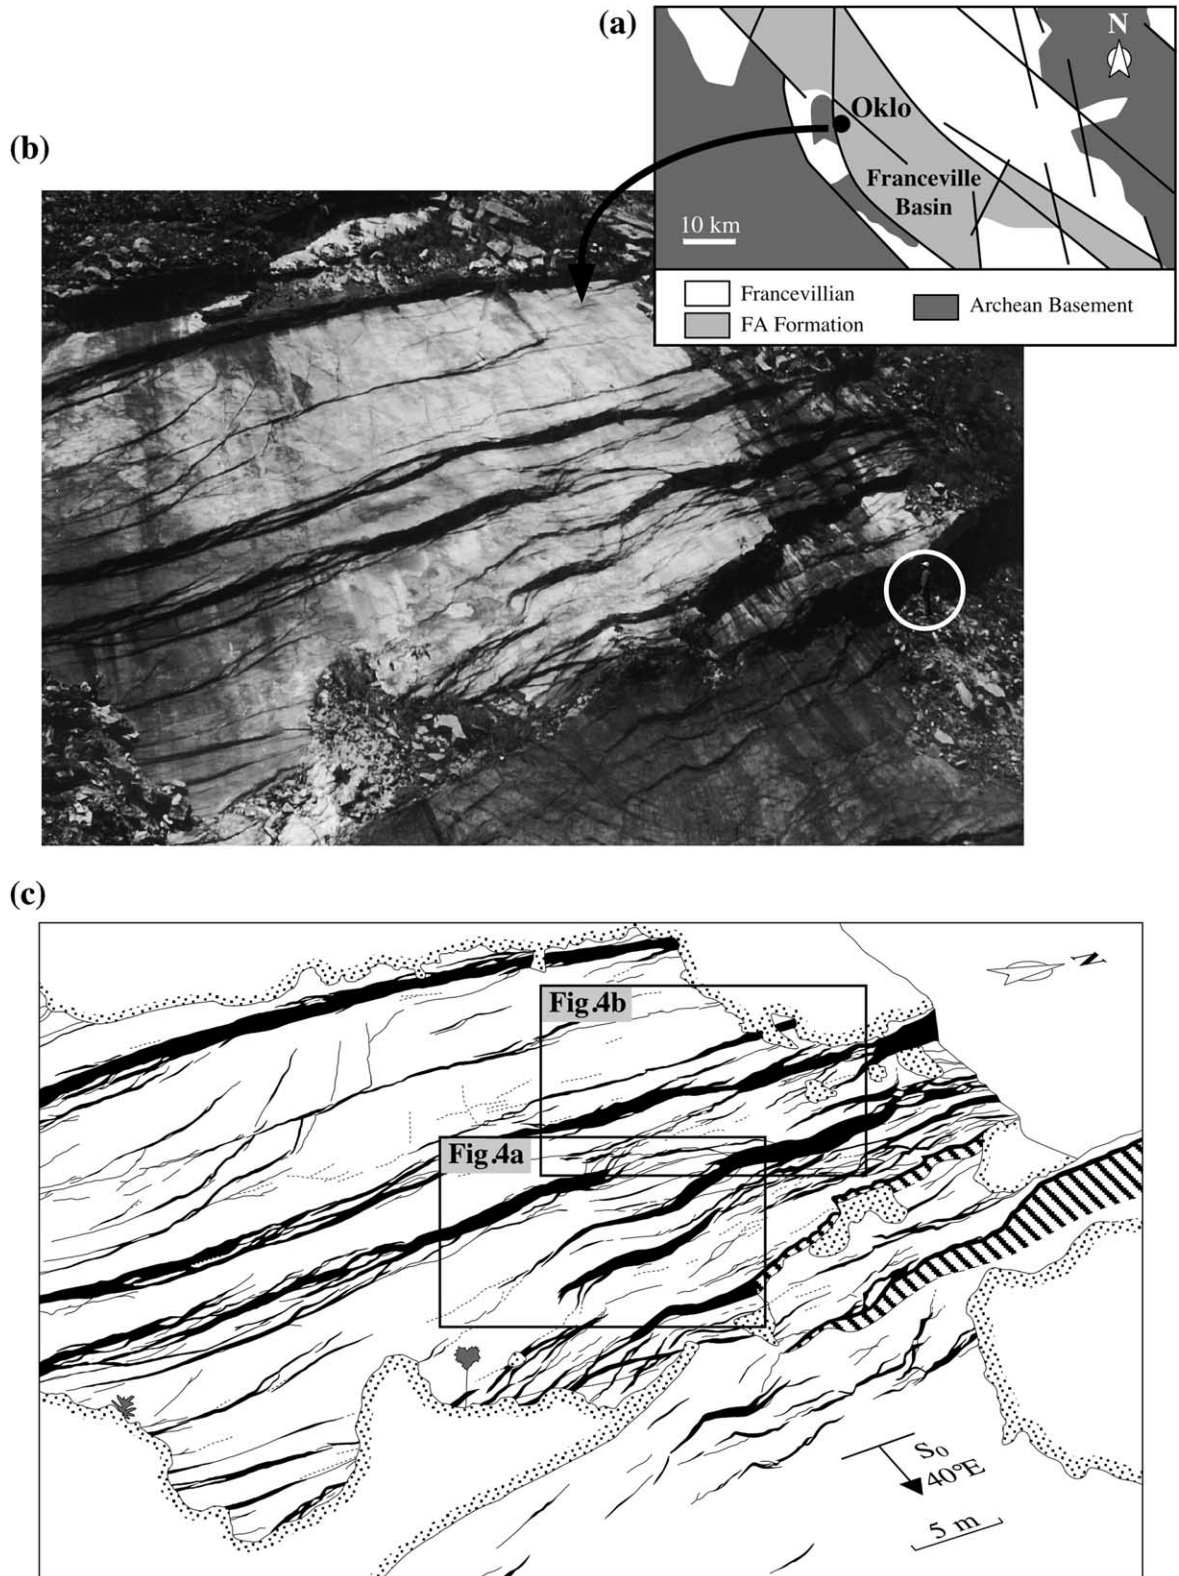 (a)
N
Oklo
Franceville
Basin
10 km
Francevillian
FA Formation
Archean Basement
(b)
(c)
N
Fig.4b
Fig.4a
S0
40°E
5 m